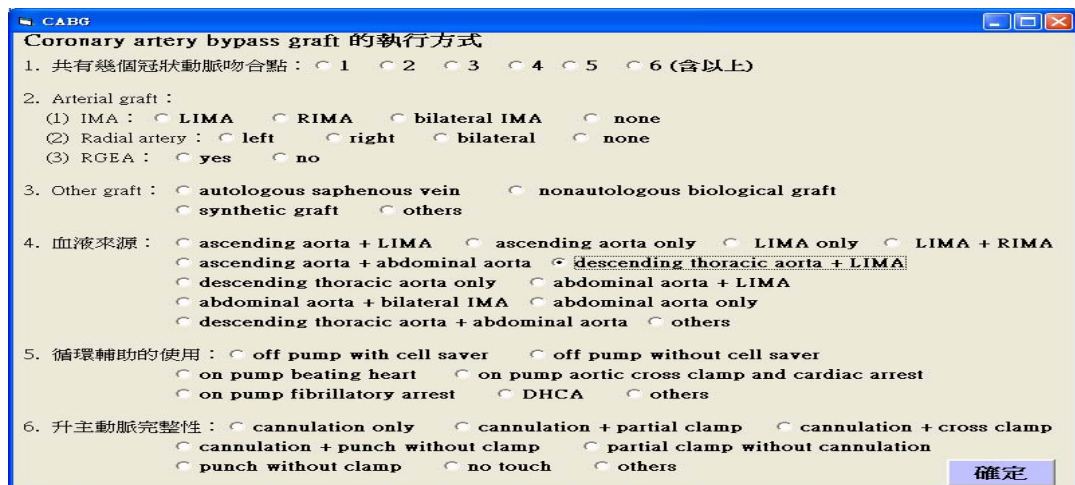 CABG
Coronary artery bypass graft 的執行方式
1. 共有幾個冠狀動脈吻合點： 1 2 3 4 5 6 (含以上)
2. Arterial graft：
(1) IMA： LIMA RIMA bilateral IMA none
(2) Radial artery： left right bilateral none
(3) RGEA： yes no
3. Other graft： autologous saphenous vein nonautologous biological graft
synthetic graft others
4. 血液來源： ascending aorta + LIMA ascending aorta only LIMA only LIMA + RIMA
ascending aorta + abdominal aorta descending thoracic aorta + LIMA
descending thoracic aorta only abdominal aorta + LIMA
abdominal aorta + bilateral IMA abdominal aorta only
descending thoracic aorta + abdominal aorta others
5. 循環輔助的使用： off pump with cell saver off pump without cell saver
on pump beating heart on pump aortic cross clamp and cardiac arrest
on pump fibrillatory arrest DHCA others
6. 升主動脈完整性： cannulation only cannulation + partial clamp cannulation + cross clamp
cannulation + punch without clamp partial clamp without cannulation
punch without clamp no touch others
確定